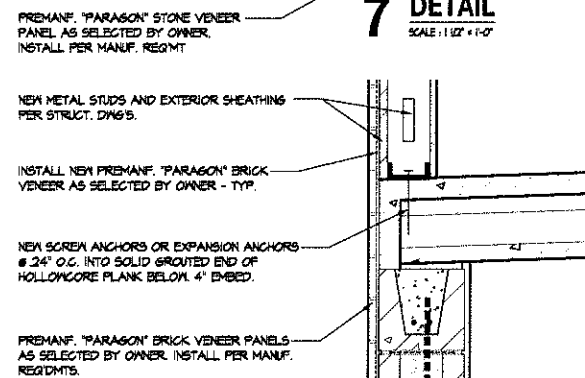 PREMANF. "PARAGON" STONE VENEER
PANEL AS SELECTED BY OWNER.
INSTALL PER MANUF. REQ'MT
7 DETAIL
SCALE : 1 1/2" = 1'-0"
NEW METAL STUDS AND EXTERIOR SHEATHING
PER STRUCT. DWG'S.
INSTALL NEW PREMANF. "PARAGON" BRICK
VENEER AS SELECTED BY OWNER - TYP.
NEW SCREW ANCHORS OR EXPANSION ANCHORS
@ 24" O.C. INTO SOLID GROUTED END OF
HOLLOWCORE PLANK BELOW. 4" EMBED.
PREMANF. "PARAGON" BRICK VENEER PANELS
AS SELECTED BY OWNER. INSTALL PER MANUF.
REQ'DMTS.